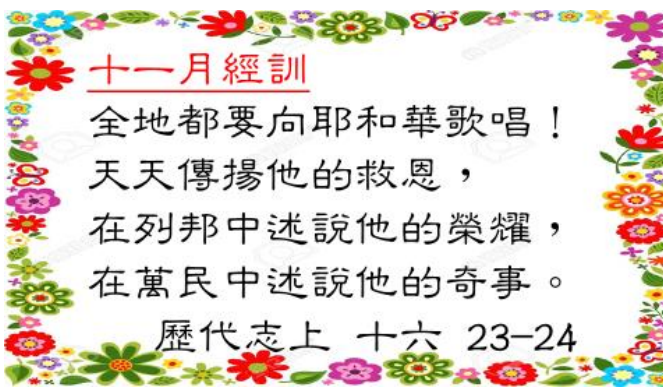 十一月經訓
全地都要向耶和華歌唱！
天天傳揚他的救恩，
在列邦中述說他的榮耀，
在萬民中述說他的奇事。
歷代志上 十六 23–24